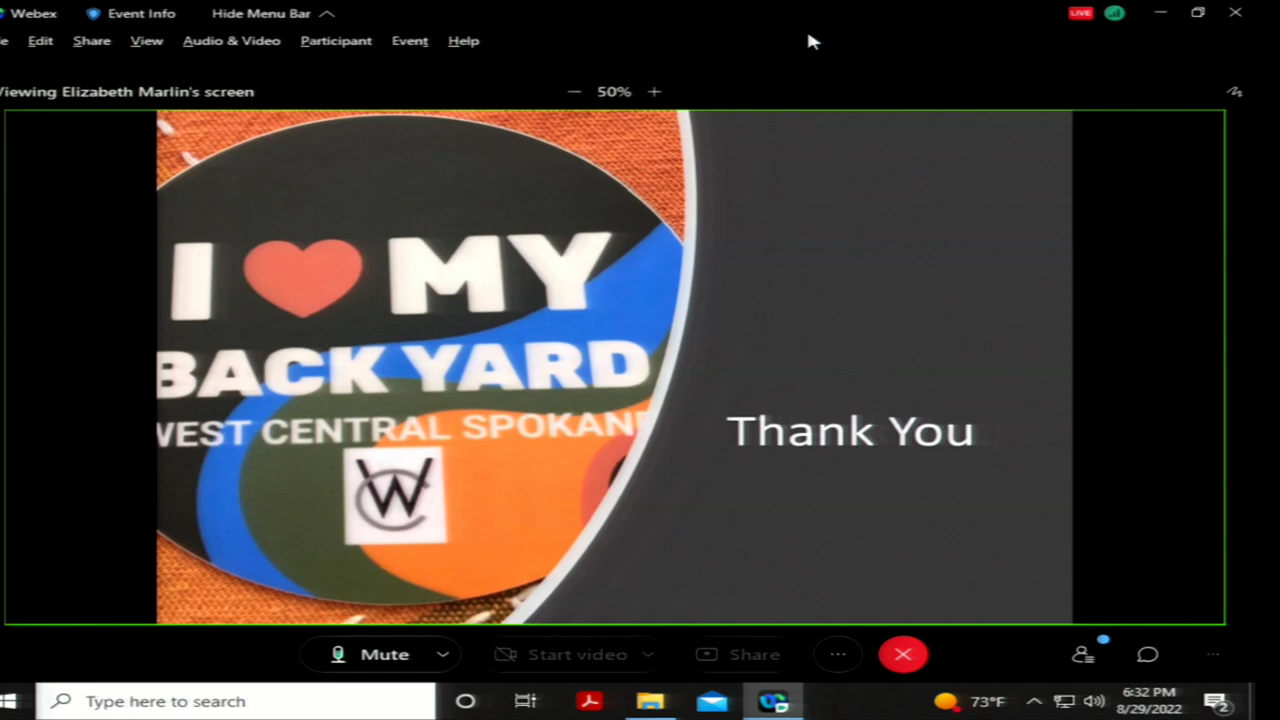 Webex Event Info Hide Menu Bar LIVE
Edit Share View Audio & Video Participant Event Help
Viewing Elizabeth Marlin's screen 50%
I MY
BACK YARD
WEST CENTRAL SPOKANE
WC
Thank You
Mute Start video Share
Type here to search 73°F 6:32 PM
8/29/2022 2